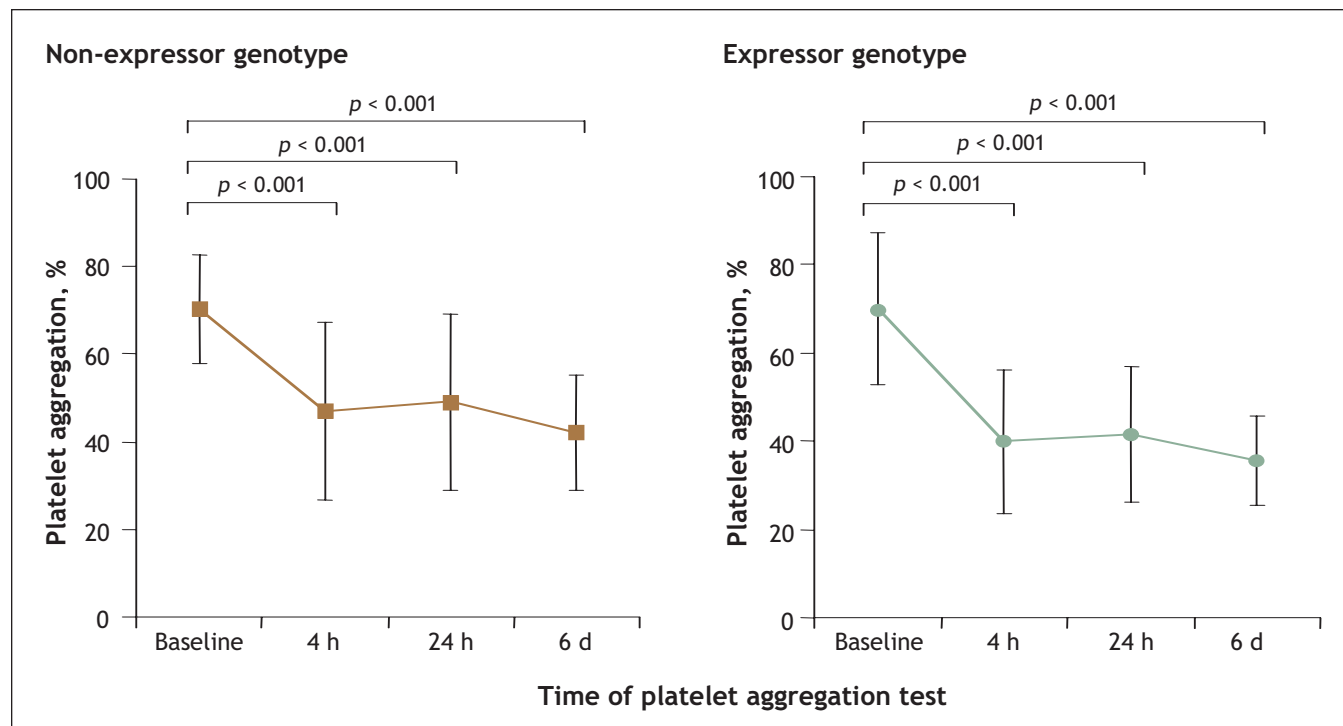 Non-expressor genotype
p < 0.001
p < 0.001
p < 0.001
100
80
60
40
20
0
Platelet aggregation, %
Baseline 4 h 24 h 6 d
Expressor genotype
p < 0.001
p < 0.001
p < 0.001
100
80
60
40
20
0
Platelet aggregation, %
Baseline 4 h 24 h 6 d
Time of platelet aggregation test